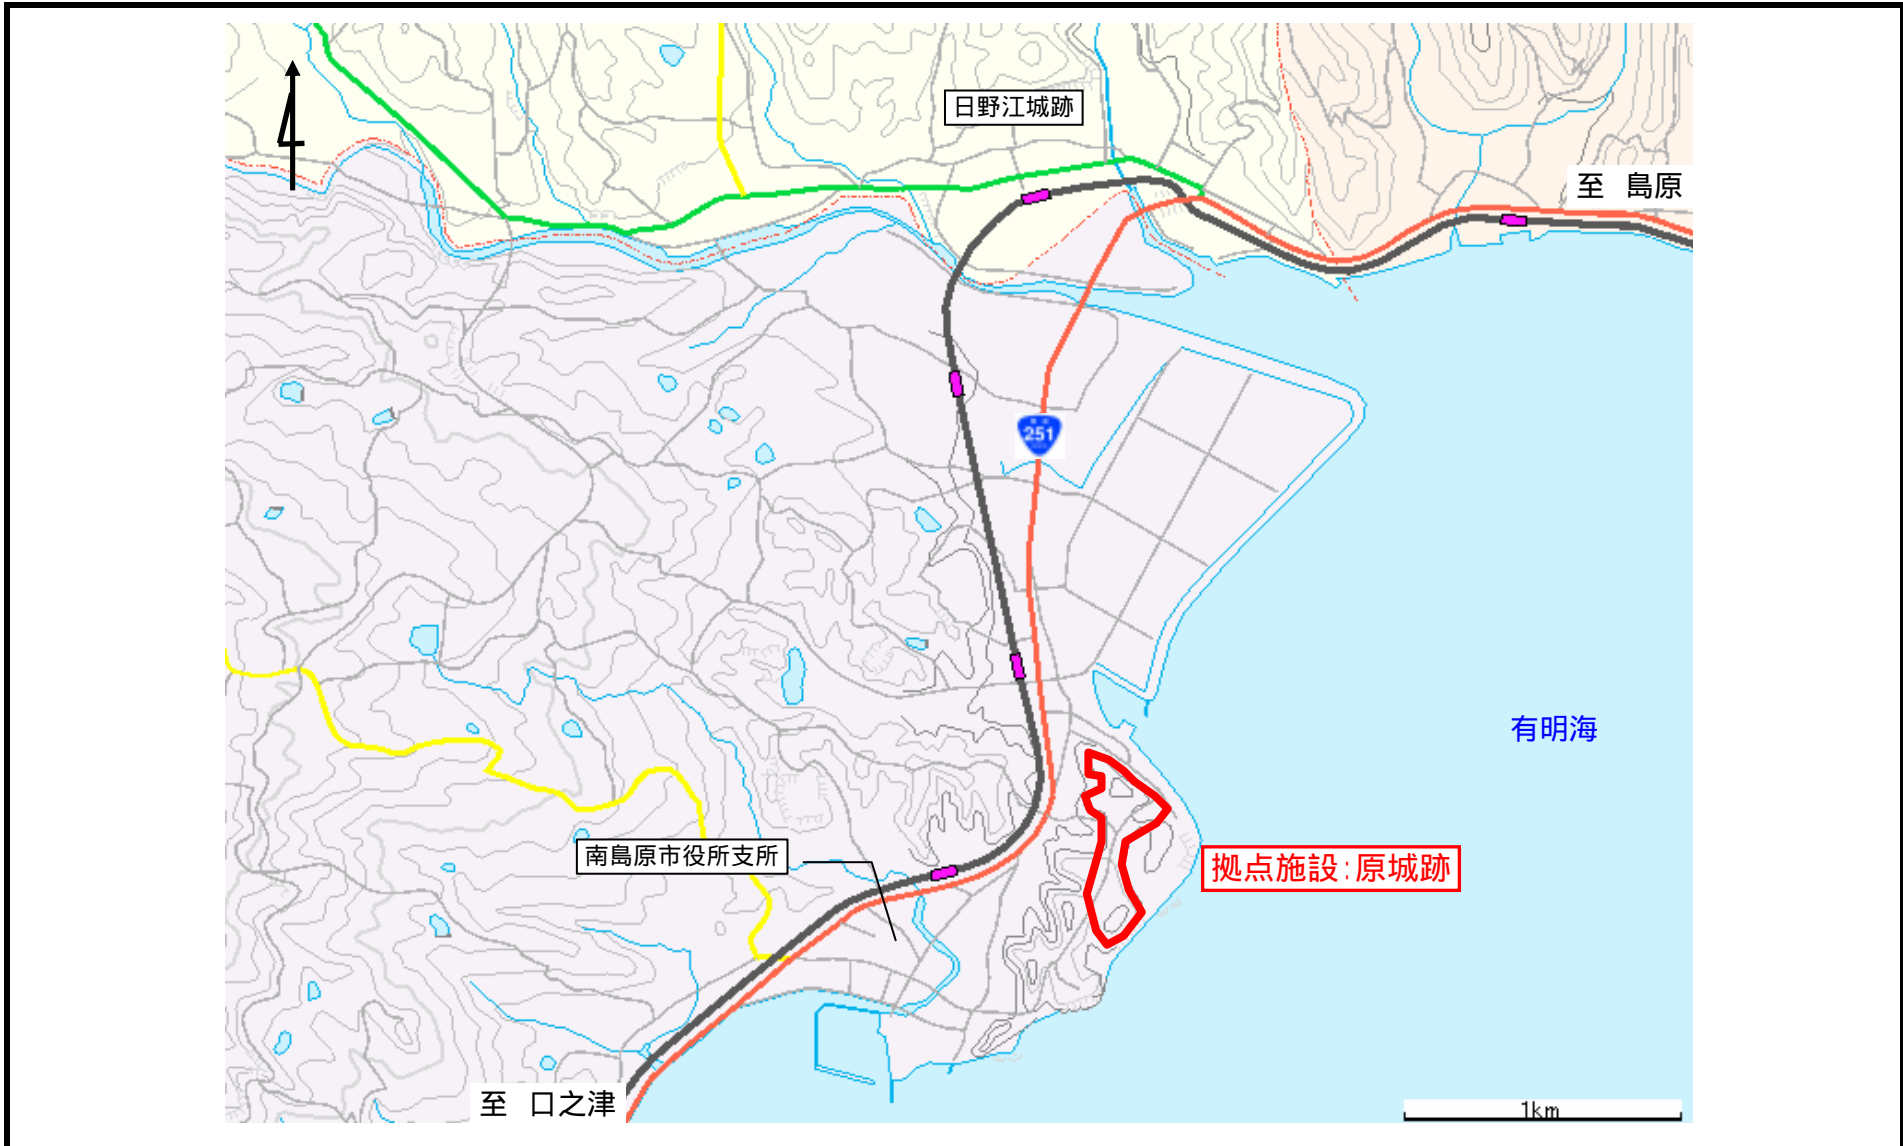 日野江城跡
至 島原
251
有明海
南島原市役所支所
拠点施設:原城跡
至 口之津
1km